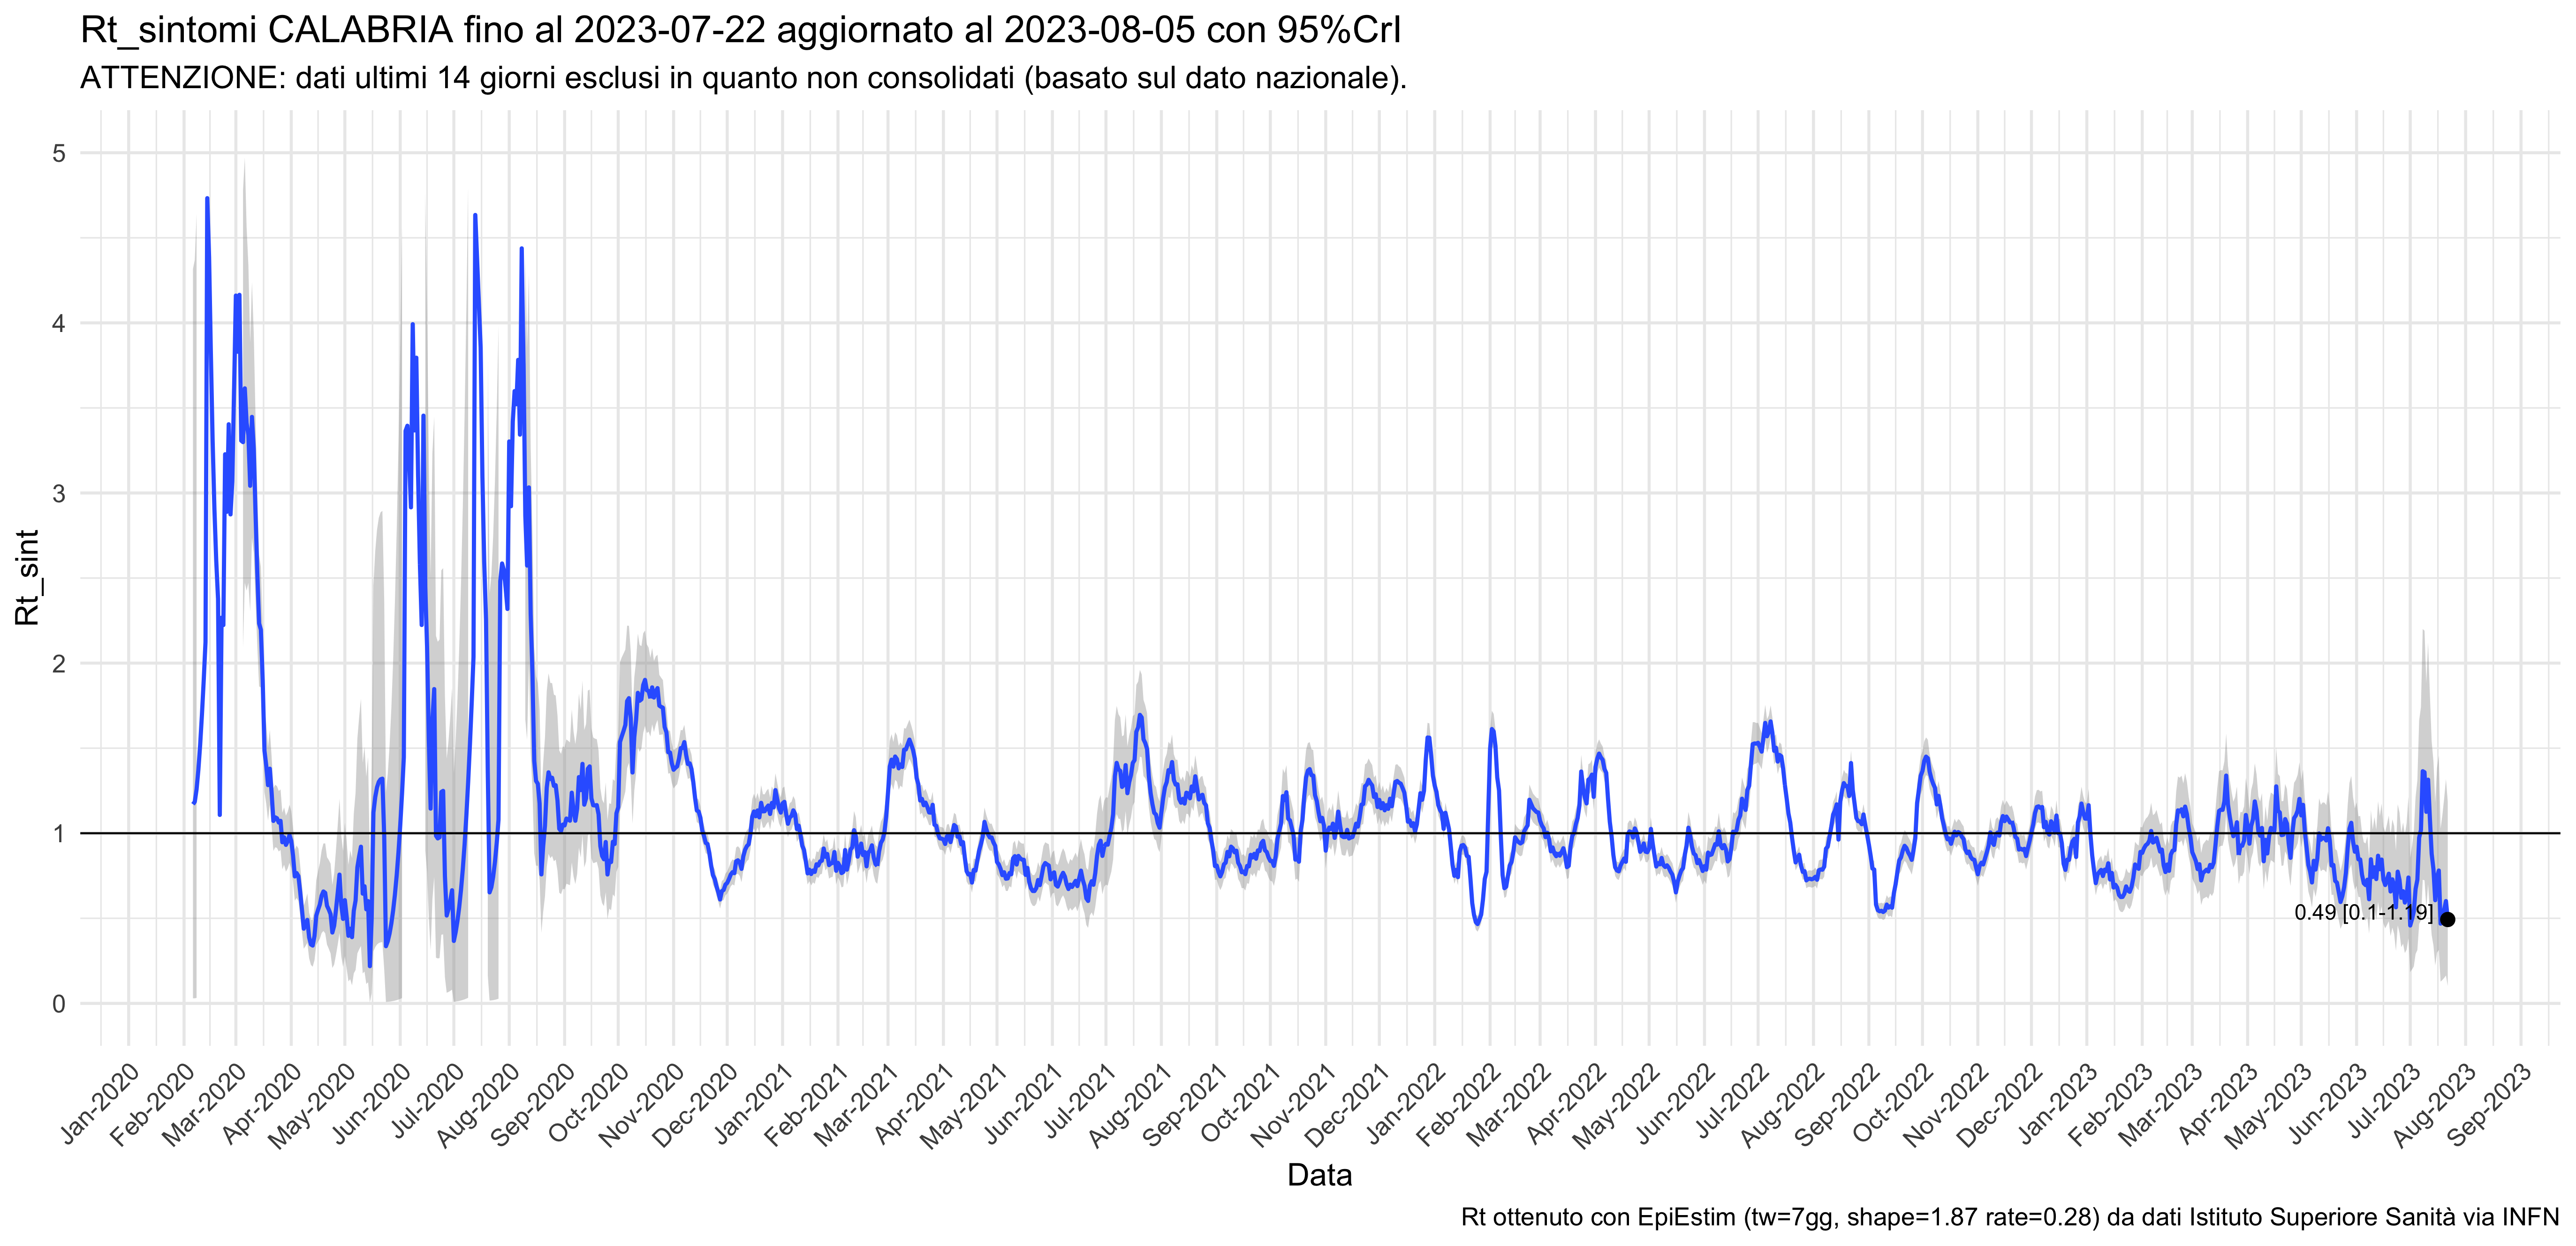 Rt_sintomi CALABRIA fino al 2023-07-22 aggiornato al 2023-08-05 con 95%CrI
ATTENZIONE: dati ultimi 14 giorni esclusi in quanto non consolidati (basato sul dato nazionale).
5
4
3
2
1
0
Rt_sint
0.49 [0.1-1.19]
Jan-2020
Feb-2020
Mar-2020
Apr-2020
May-2020
Jun-2020
Jul-2020
Aug-2020
Sep-2020
Oct-2020
Nov-2020
Dec-2020
Jan-2021
Feb-2021
Mar-2021
Apr-2021
May-2021
Jun-2021
Jul-2021
Aug-2021
Sep-2021
Oct-2021
Nov-2021
Dec-2021
Jan-2022
Feb-2022
Mar-2022
Apr-2022
May-2022
Jun-2022
Jul-2022
Aug-2022
Sep-2022
Oct-2022
Nov-2022
Dec-2022
Jan-2023
Feb-2023
Mar-2023
Apr-2023
May-2023
Jun-2023
Jul-2023
Aug-2023
Sep-2023
Data
Rt ottenuto con EpiEstim (tw=7gg, shape=1.87 rate=0.28) da dati Istituto Superiore Sanità via INFN